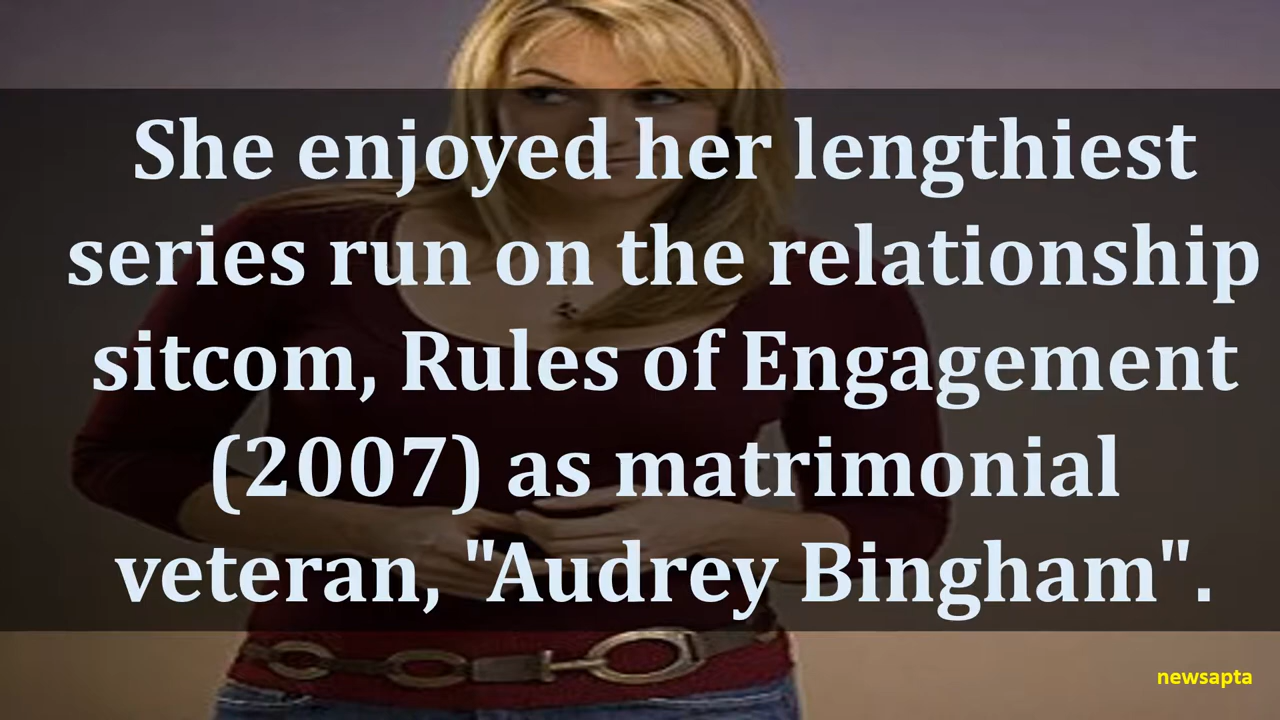 She enjoyed her lengthiest
series run on the relationship
sitcom, Rules of Engagement
(2007) as matrimonial
veteran, "Audrey Bingham".
newsapta